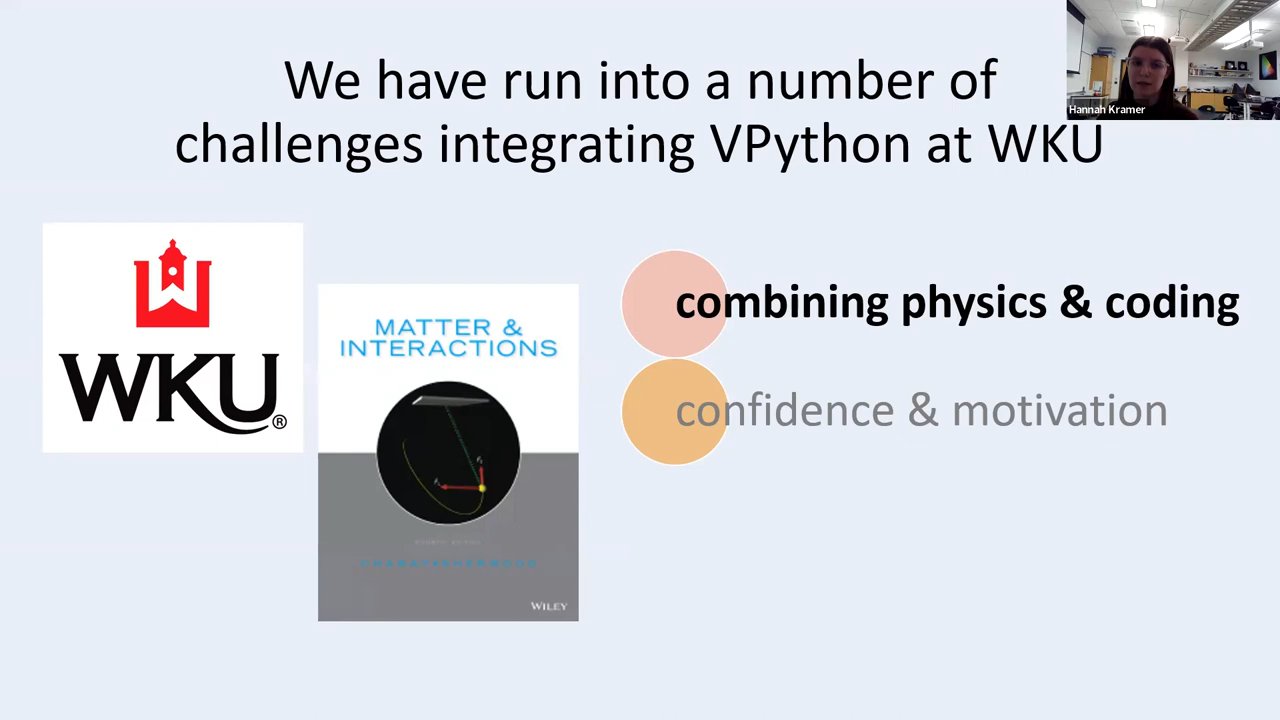 We have run into a number of
challenges integrating VPython at WKU
Hannah Kramer
WKU®
MATTER &
INTERACTIONS
WILEY
combining physics & coding
confidence & motivation